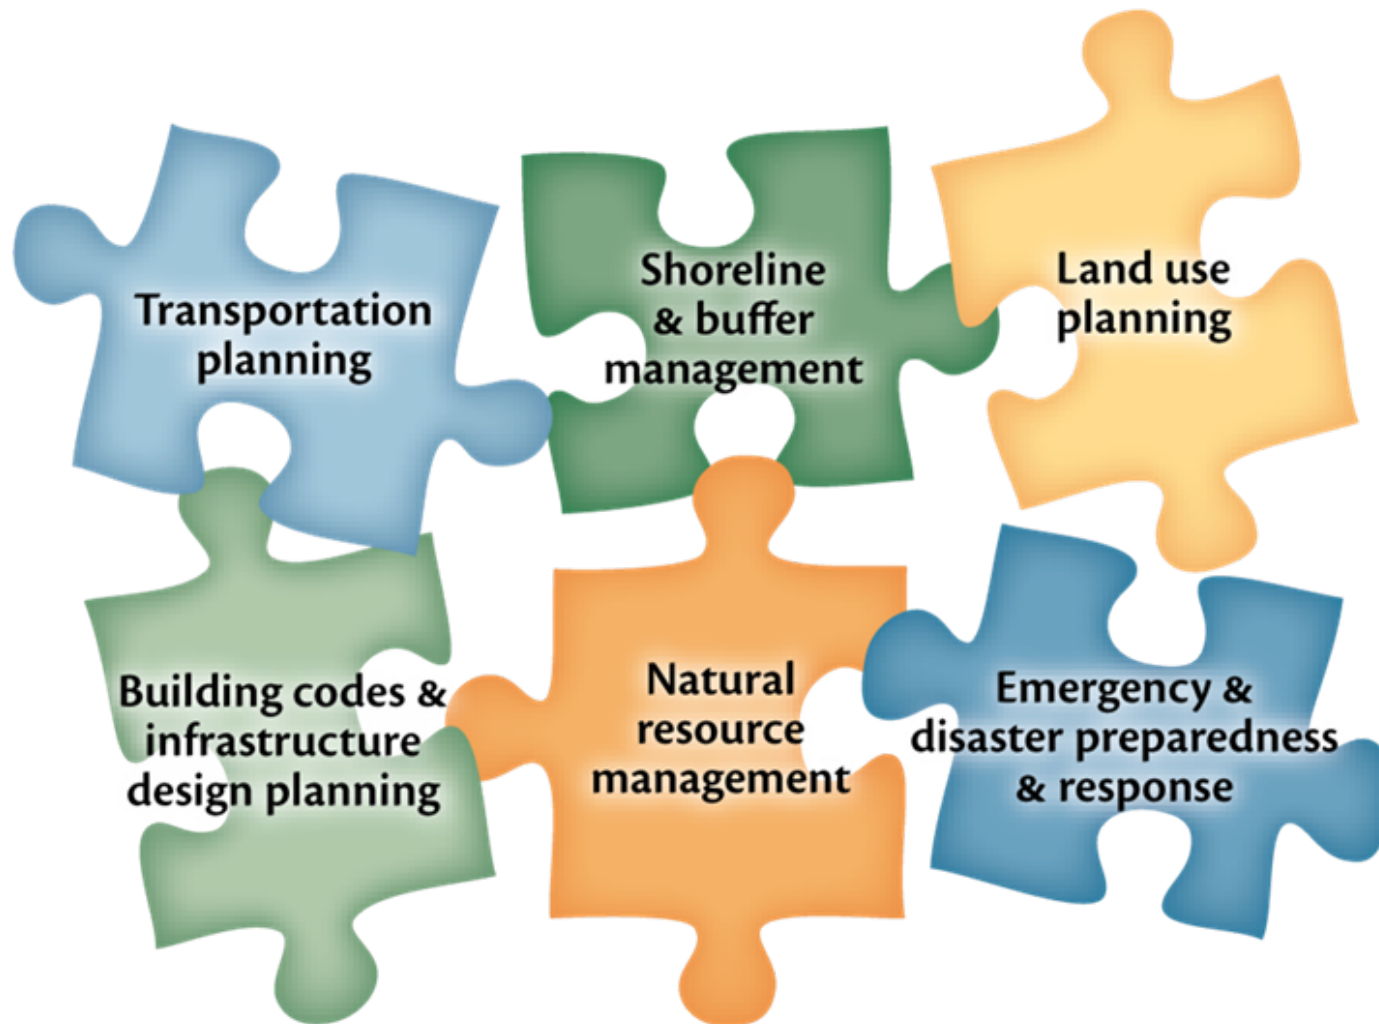 Transportation
planning
Shoreline
& buffer
management
Land use
planning
Building codes &
infrastructure
design planning
Natural
resource
management
Emergency &
disaster preparedness
& response